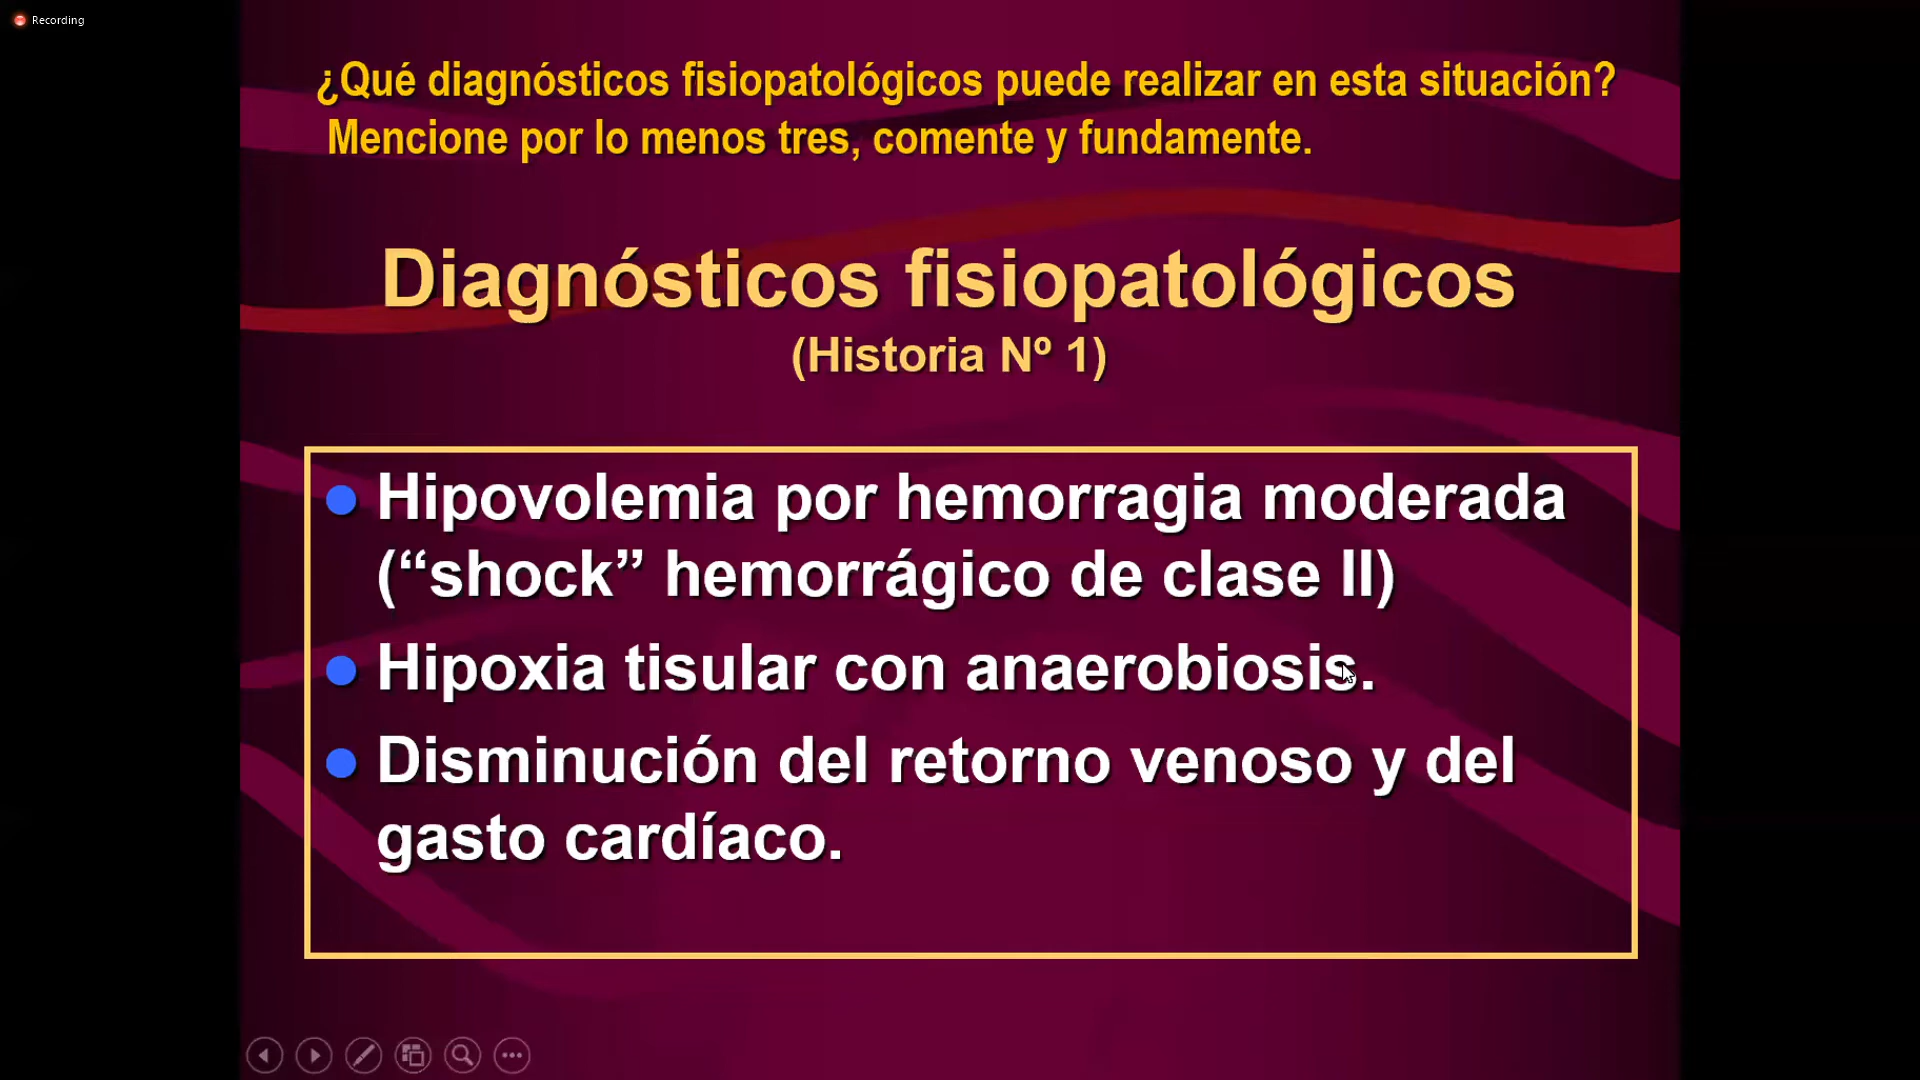 Recording
¿Qué diagnósticos fisiopatológicos puede realizar en esta situación?
Mencione por lo menos tres, comente y fundamente.
Diagnósticos fisiopatológicos
(Historia Nº 1)
Hipovolemia por hemorragia moderada
(“shock” hemorrágico de clase II)
Hipoxia tisular con anaerobiosis.
Disminución del retorno venoso y del
gasto cardíaco.